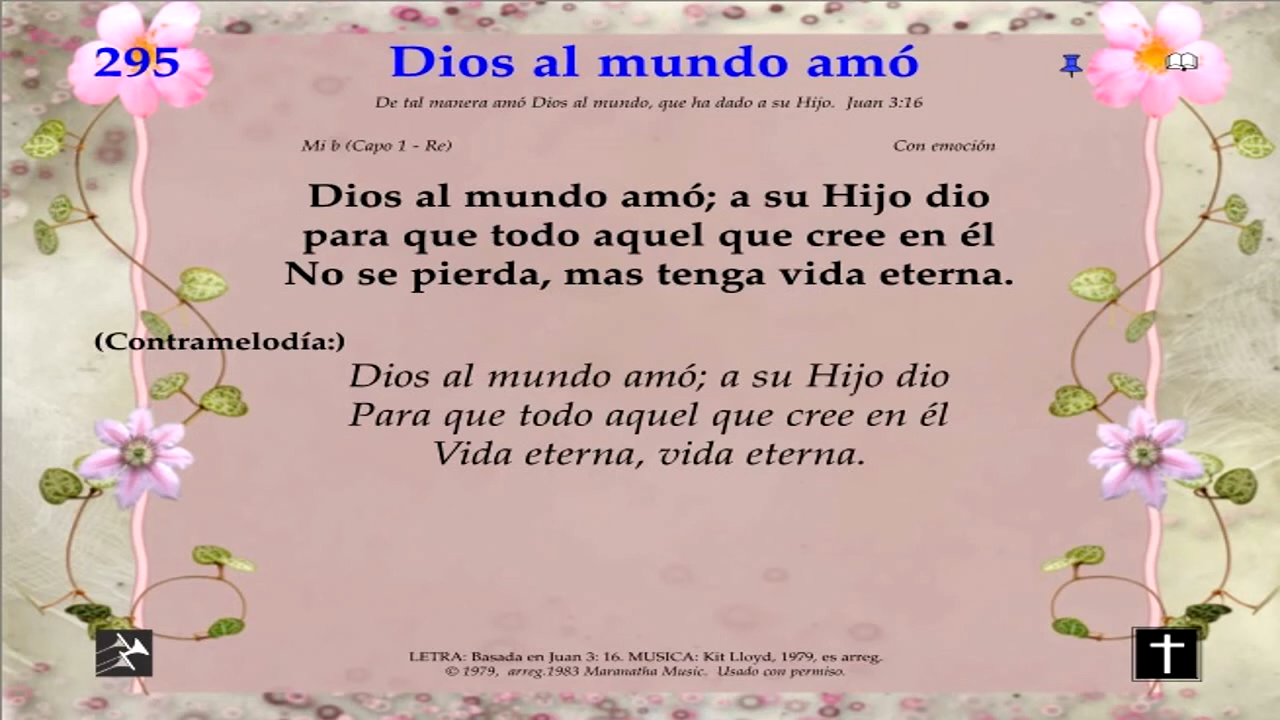 295
Dios al mundo amó
De tal manera amó Dios al mundo, que ha dado a su Hijo. Juan 3:16
Mi b (Capo 1 - Re)
Con emoción
Dios al mundo amó; a su Hijo dio
para que todo aquel que cree en él
No se pierda, mas tenga vida eterna.
(Contramelodía:)
Dios al mundo amó; a su Hijo dio
Para que todo aquel que cree en él
Vida eterna, vida eterna.
LETRA: Basada en Juan 3: 16. MUSICA: Kit Lloyd, 1979, es arreg.
© 1979, arreg.1983 Maranatha Music. Usado con permiso.